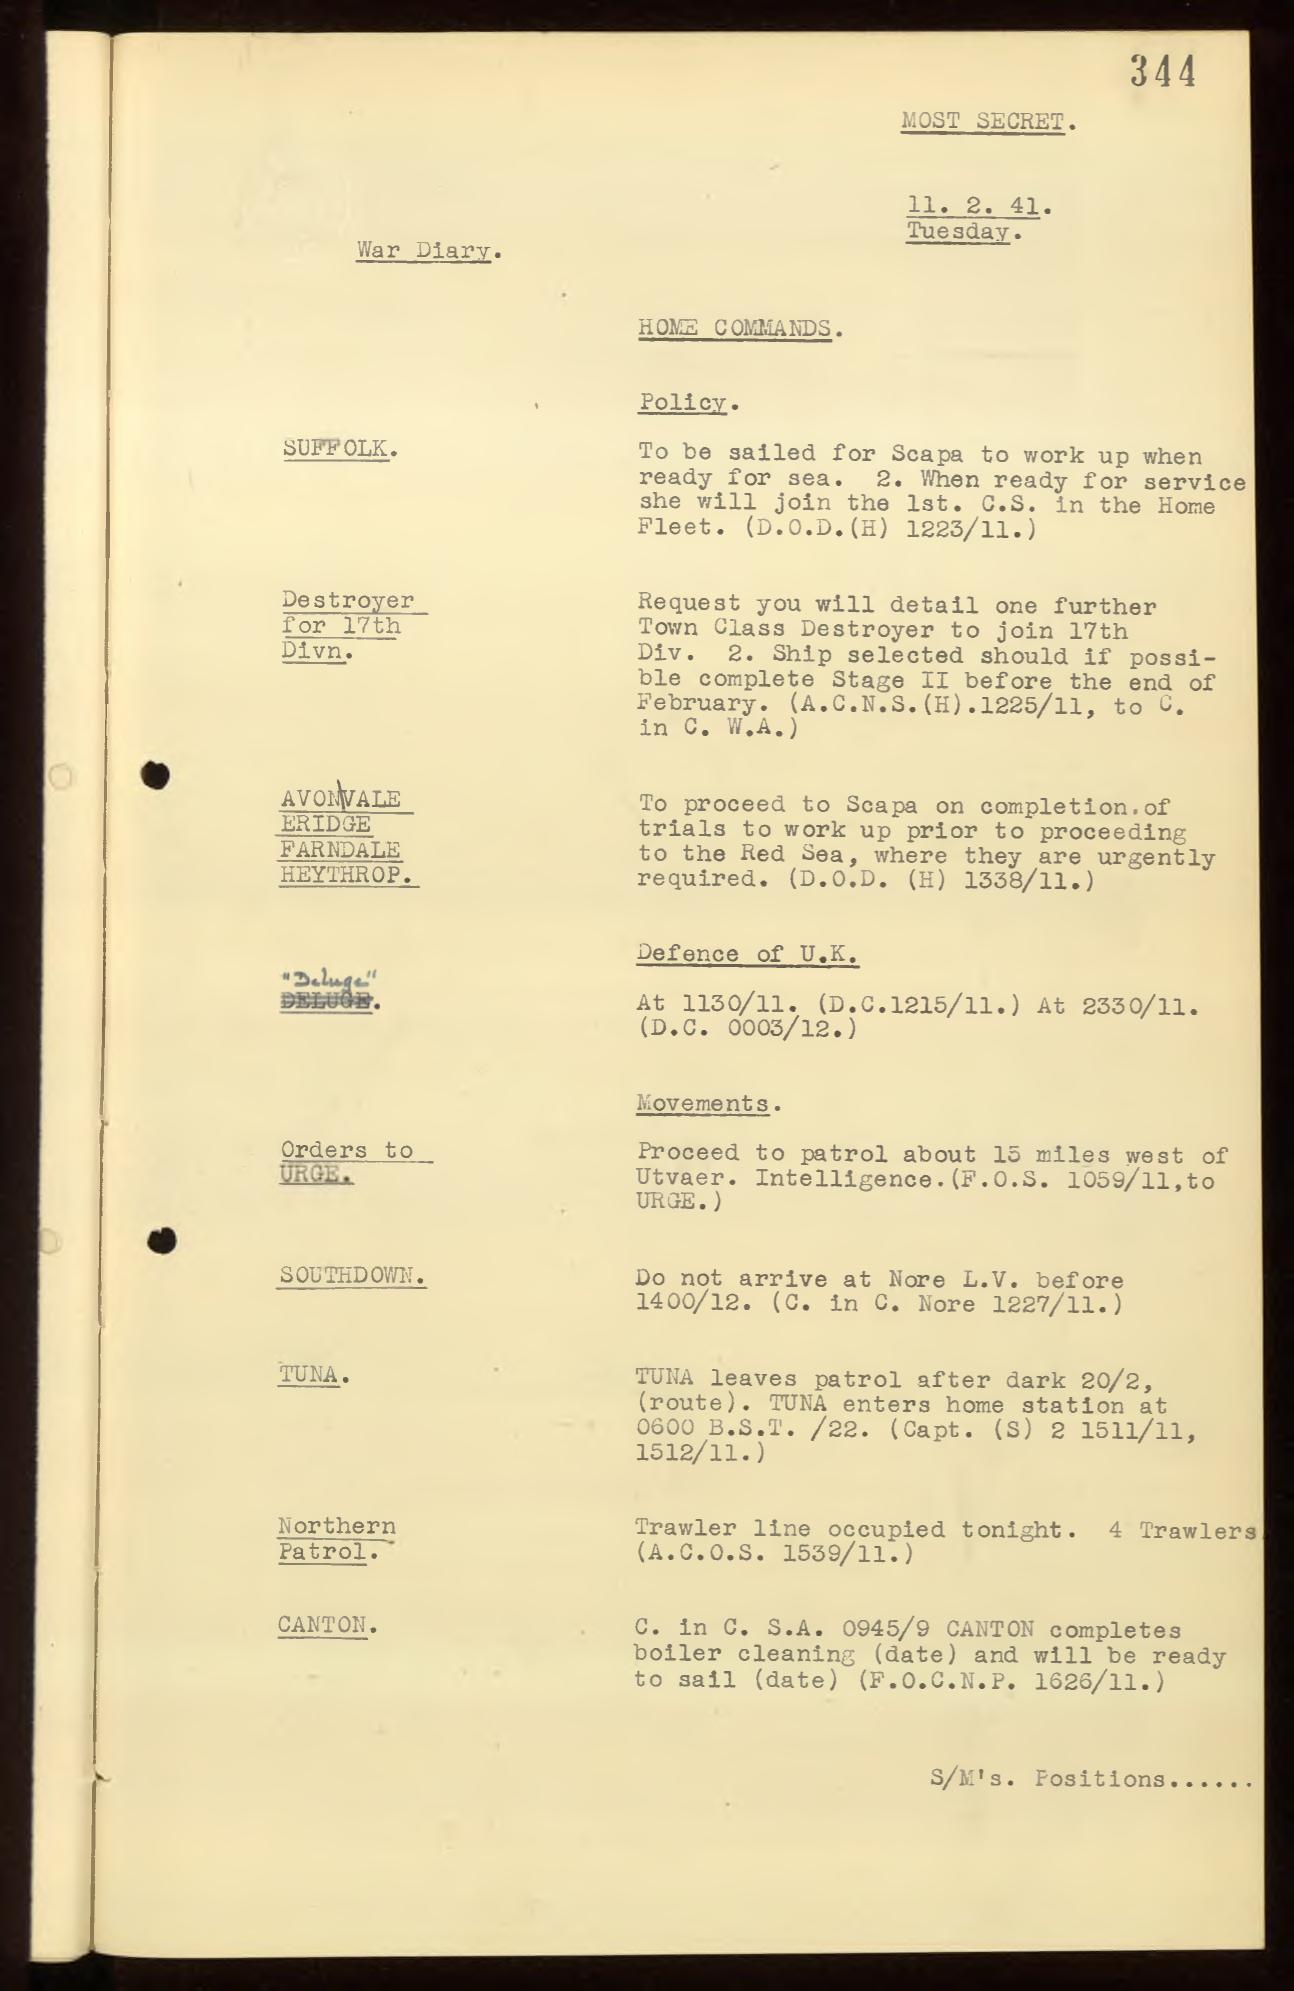 344
MOST SECRET.
11. 2. 41.
Tuesday.
War Diary.
HOME COMMANDS.
Policy.
SUFFOLK.
To be sailed for Scapa to work up when
ready for sea. 2. When ready for service
she will join the 1st. C.S. in the Home
Fleet. (D.O.D.(H) 1223/11.)
Destroyer
for 17th
Divn.
Request you will detail one further
Town Class Destroyer to join 17th
Div. 2. Ship selected should if possi-
ble complete Stage II before the end of
February. (A.C.N.S.(H).1225/11, to C.
in C. W.A.)
AVONVALE
ERIDGE
FARNDALE
HEYTHROP.
To proceed to Scapa on completion.of
trials to work up prior to proceeding
to the Red Sea, where they are urgently
required. (D.O.D. (H) 1338/11.)
Defence of U.K.
"Deluge"
DELUGE.
At 1130/11. (D.C.1215/11.) At 2330/11.
(D.C. 0003/12.)
Movements.
Orders to
URGE.
Proceed to patrol about 15 miles west of
Utvaer. Intelligence.(F.O.S. 1059/11,to
URGE.)
SOUTHDOWN.
Do not arrive at Nore L.V. before
1400/12. (C. in C. Nore 1227/11.)
TUNA.
TUNA leaves patrol after dark 20/2,
(route). TUNA enters home station at
0600 B.S.T. /22. (Capt. (S) 2 1511/11,
1512/11.)
Northern
Patrol.
Trawler line occupied tonight. 4 Trawlers
(A.C.O.S. 1539/11.)
CANTON.
C. in C. S.A. 0945/9 CANTON completes
boiler cleaning (date) and will be ready
to sail (date) (F.O.C.N.P. 1626/11.)
S/M's. Positions......